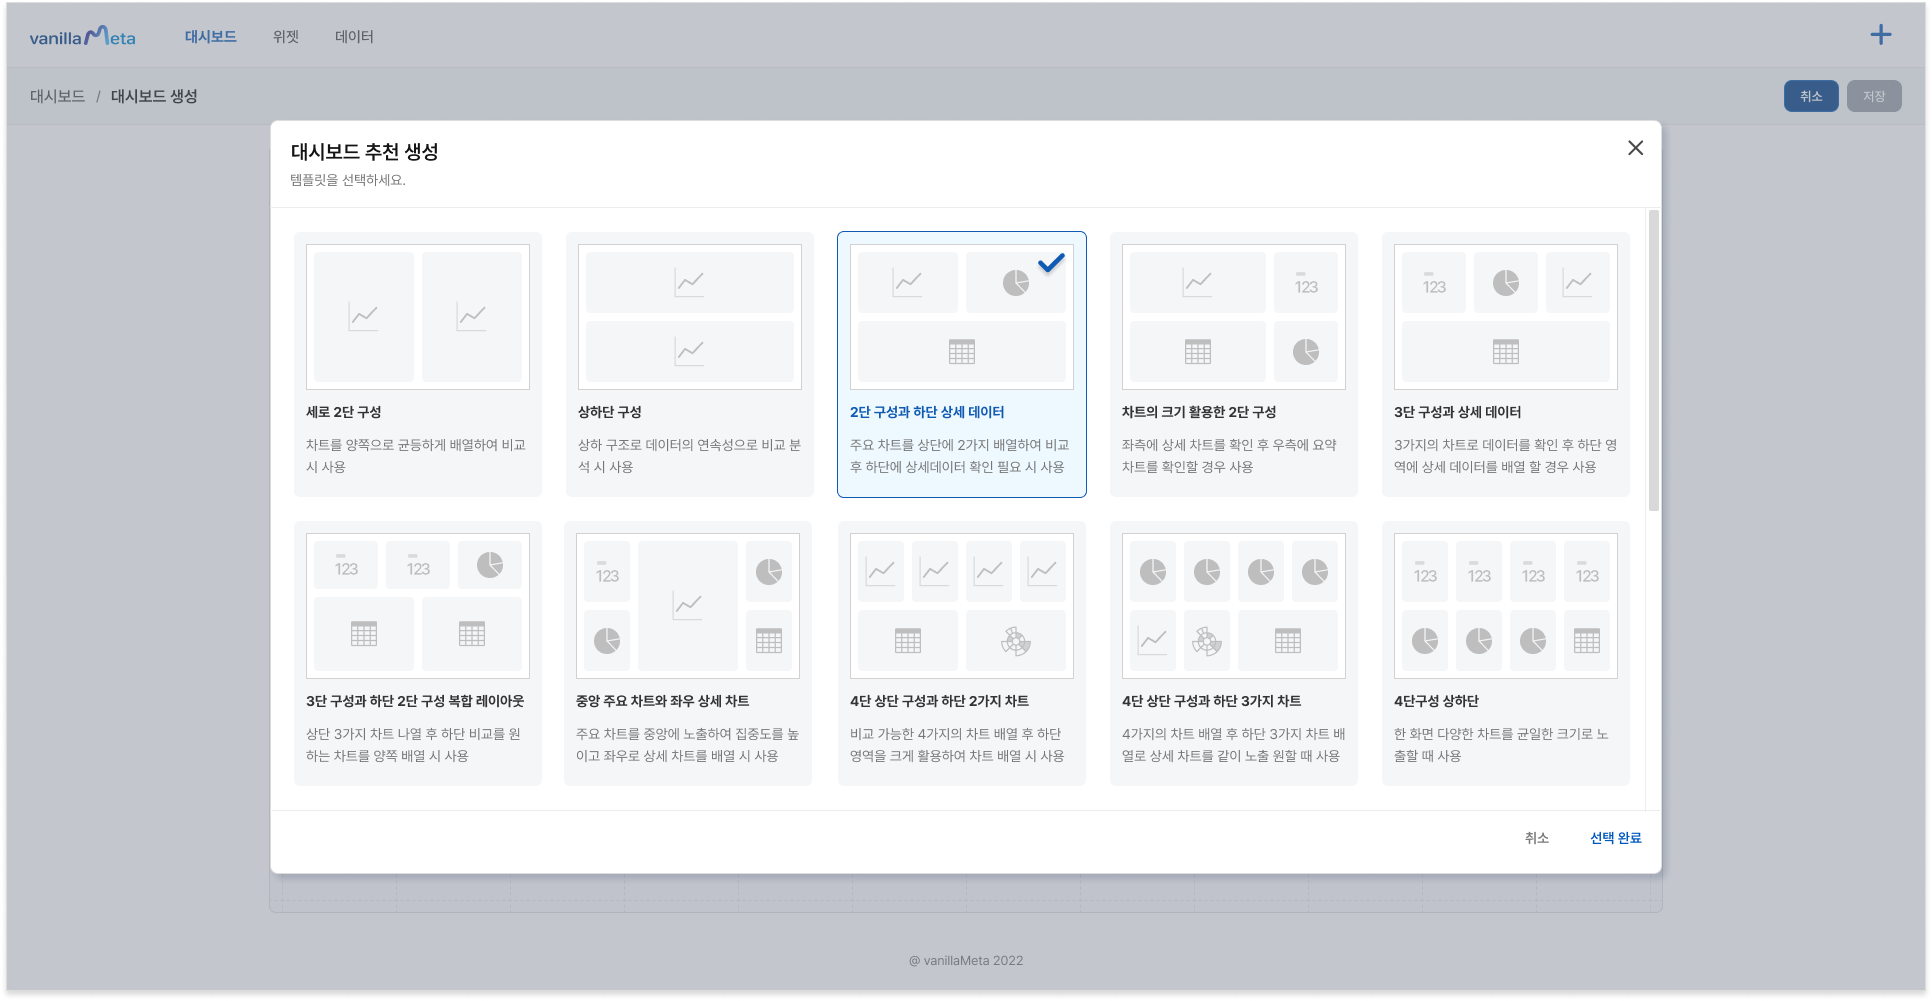 vanillaMeta
대시보드
위젯
데이터
대시보드 / 대시보드 생성
취소
저장
대시보드 추천 생성
템플릿을 선택하세요.
세로 2단 구성
차트를 양쪽으로 균등하게 배열하여 비교
시 사용
상하단 구성
상하 구조로 데이터의 연속성으로 비교 분
석 시 사용
2단 구성과 하단 상세 데이터
주요 차트를 상단에 2가지 배열하여 비교
후 하단에 상세데이터 확인 필요 시 사용
123
차트의 크기 활용한 2단 구성
좌측에 상세 차트를 확인 후 우측에 요약
차트를 확인할 경우 사용
123
3단 구성과 상세 데이터
3가지의 차트로 데이터를 확인 후 하단 영
역에 상세 데이터를 배열 할 경우 사용
123
123
3단 구성과 하단 2단 구성 복합 레이아웃
상단 3가지 차트 나열 후 하단 비교를 원
하는 차트를 양쪽 배열 시 사용
123
중앙 주요 차트와 좌우 상세 차트
주요 차트를 중앙에 노출하여 집중도를 높
이고 좌우로 상세 차트를 배열 시 사용
4단 상단 구성과 하단 2가지 차트
비교 가능한 4가지의 차트 배열 후 하단
영역을 크게 활용하여 차트 배열 시 사용
4단 상단 구성과 하단 3가지 차트
4가지의 차트 배열 후 하단 3가지 차트 배
열로 상세 차트를 같이 노출 원할 때 사용
123
123
123
123
4단구성 상하단
한 화면 다양한 차트를 균일한 크기로 노
출할 때 사용
취소
선택 완료
@ vanillaMeta 2022